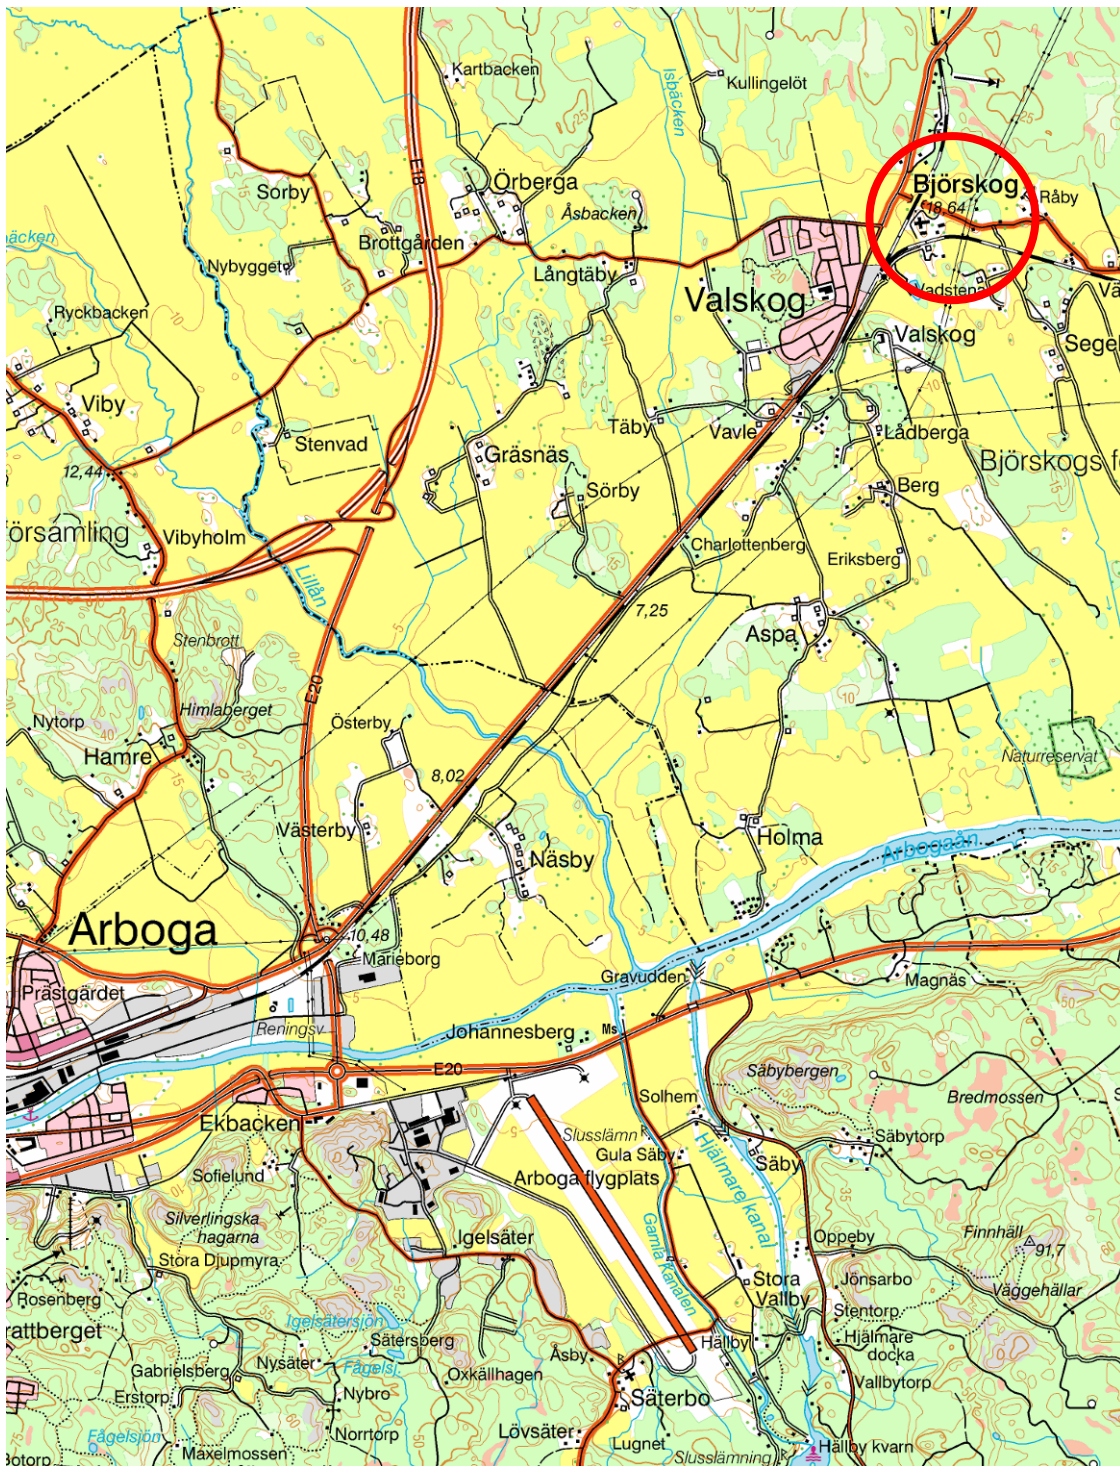 Kartbacken
Isbäcken
Kullingelöt
E18
Björskog
18,64
Råby
Sorby
Örberga
Åsbacken
Brottgården
Långtäby
Nybygget
Valskog
Vadstena
Ryckbacken
Valskog
Viby
Täby
Vavle
Lådberga
Stenvad
Gräsnäs
12,44
Sörby
Berg
Björskogs
Vibyholm
Charlottenberg
Eriksberg
Lillån
7,25
Aspa
Stenbrott
E20
Himlaberget
Nytorp
Österby
Hamre
Naturreservat
8,02
Västerby
Holma
Näsby
Arbogaån
Arboga
10,48
Marieborg
Gravudden
Magnäs
Prästgärdet
Reningsv
Johannesberg
Ms
E20
Säbybergen
Bredmossen
Solhem
Ekbacken
Slusslämn
Gula Säby
Säbytorp
Säby
Sofielund
Arboga flygplats
Hjälmare kanal
Silverlingska
hagarna
Gamla Kanalen
Finnhäll
91,7
Igelsäter
Oppeby
Stora Djupmyra
Stora
Vallby
Jönsarbo
Väggehällar
Rosenberg
Stentorp
Igelsätersjön
rattberget
Sätersberg
Hällby
Hjälmare
docka
Nysäter
Åsby
Gabrielsberg
Fågelsj.
Oxkällhagen
Vallbytorp
Erstorp
Nybro
Säterbo
Norrtorp
Lövsäter
Fågelsjön
Maxelmossen
Lugnet
Slusslämning
Hällby kvarn